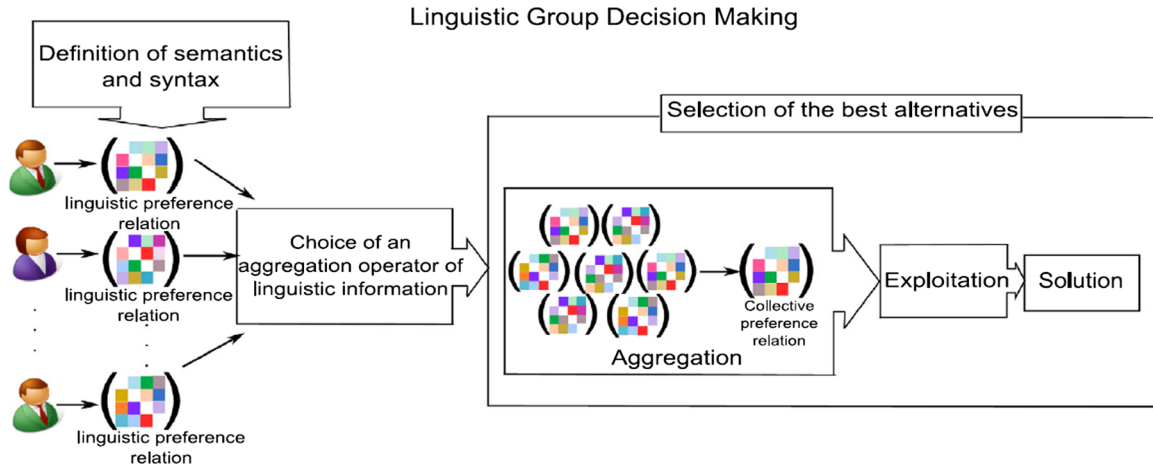 Linguistic Group Decision Making
Definition of semantics
and syntax
linguistic preference
relation
linguistic preference
relation
linguistic preference
relation
Choice of an
aggregation operator of
linguistic information
Selection of the best alternatives
Collective
preference
relation
Aggregation
Exploitation
Solution